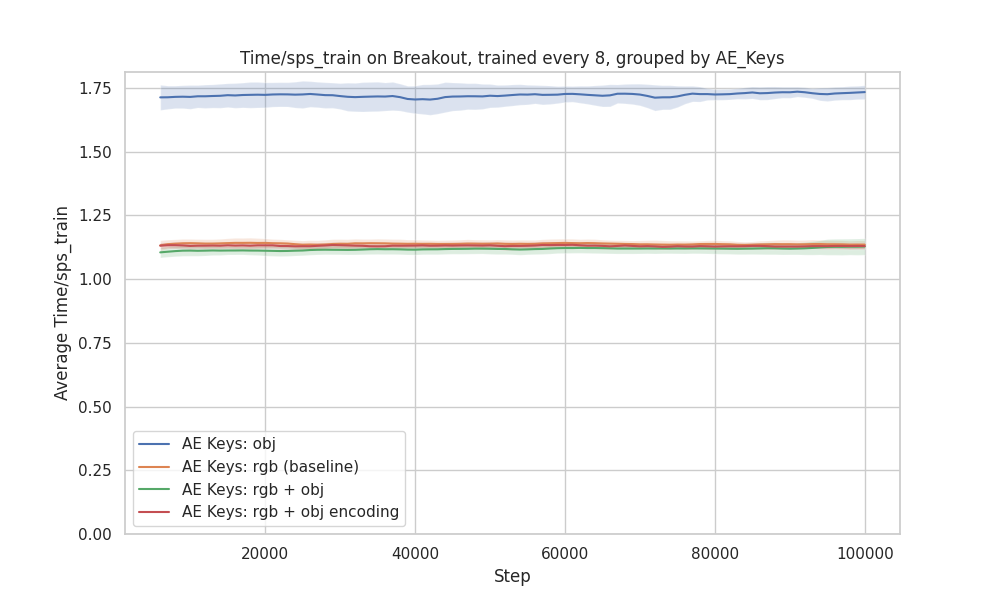 Time/sps_train on Breakout, trained every 8, grouped by AE_Keys
Average Time/sps_train
1.75
1.50
1.25
1.00
0.75
0.50
0.25
0.00
AE Keys: obj
AE Keys: rgb (baseline)
AE Keys: rgb + obj
AE Keys: rgb + obj encoding
20000
40000
60000
80000
100000
Step